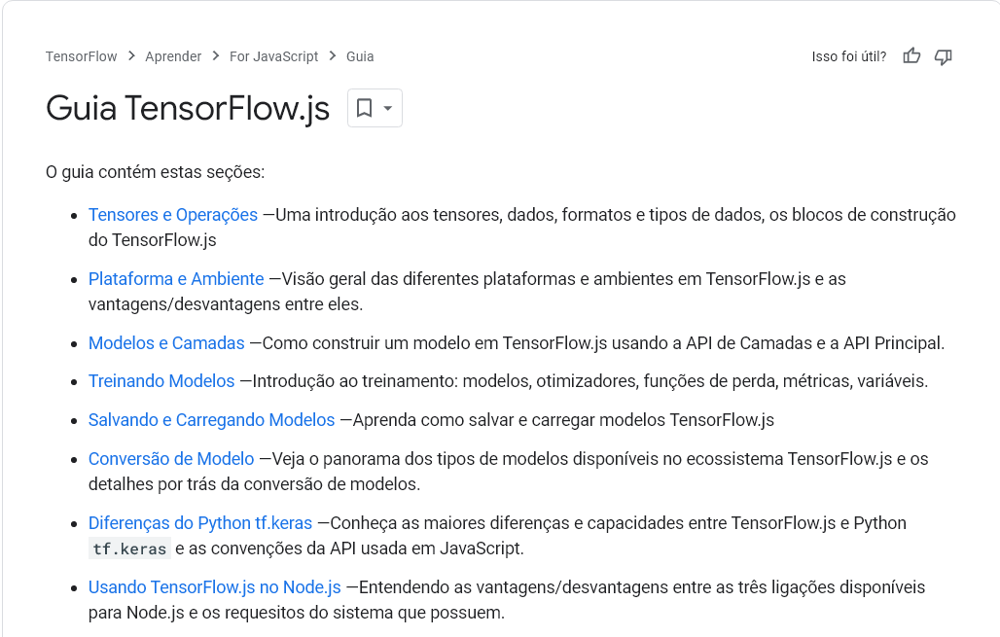 TensorFlow > Aprender > For JavaScript > Guia
Isso foi útil?
Guia TensorFlow.js
O guia contém estas seções:
• Tensores e Operações —Uma introdução aos tensores, dados, formatos e tipos de dados, os blocos de construção
do TensorFlow.js
• Plataforma e Ambiente —Visão geral das diferentes plataformas e ambientes em TensorFlow.js e as
vantagens/desvantagens entre eles.
• Modelos e Camadas —Como construir um modelo em TensorFlow.js usando a API de Camadas e a API Principal.
• Treinando Modelos —Introdução ao treinamento: modelos, otimizadores, funções de perda, métricas, variáveis.
• Salvando e Carregando Modelos —Aprenda como salvar e carregar modelos TensorFlow.js
• Conversão de Modelo —Veja o panorama dos tipos de modelos disponíveis no ecossistema TensorFlow.js e os
detalhes por trás da conversão de modelos.
• Diferenças do Python tf.keras —Conheça as maiores diferenças e capacidades entre TensorFlow.js e Python
tf.keras e as convenções da API usada em JavaScript.
• Usando TensorFlow.js no Node.js —Entendendo as vantagens/desvantagens entre as três ligações disponíveis
para Node.js e os requesitos do sistema que possuem.